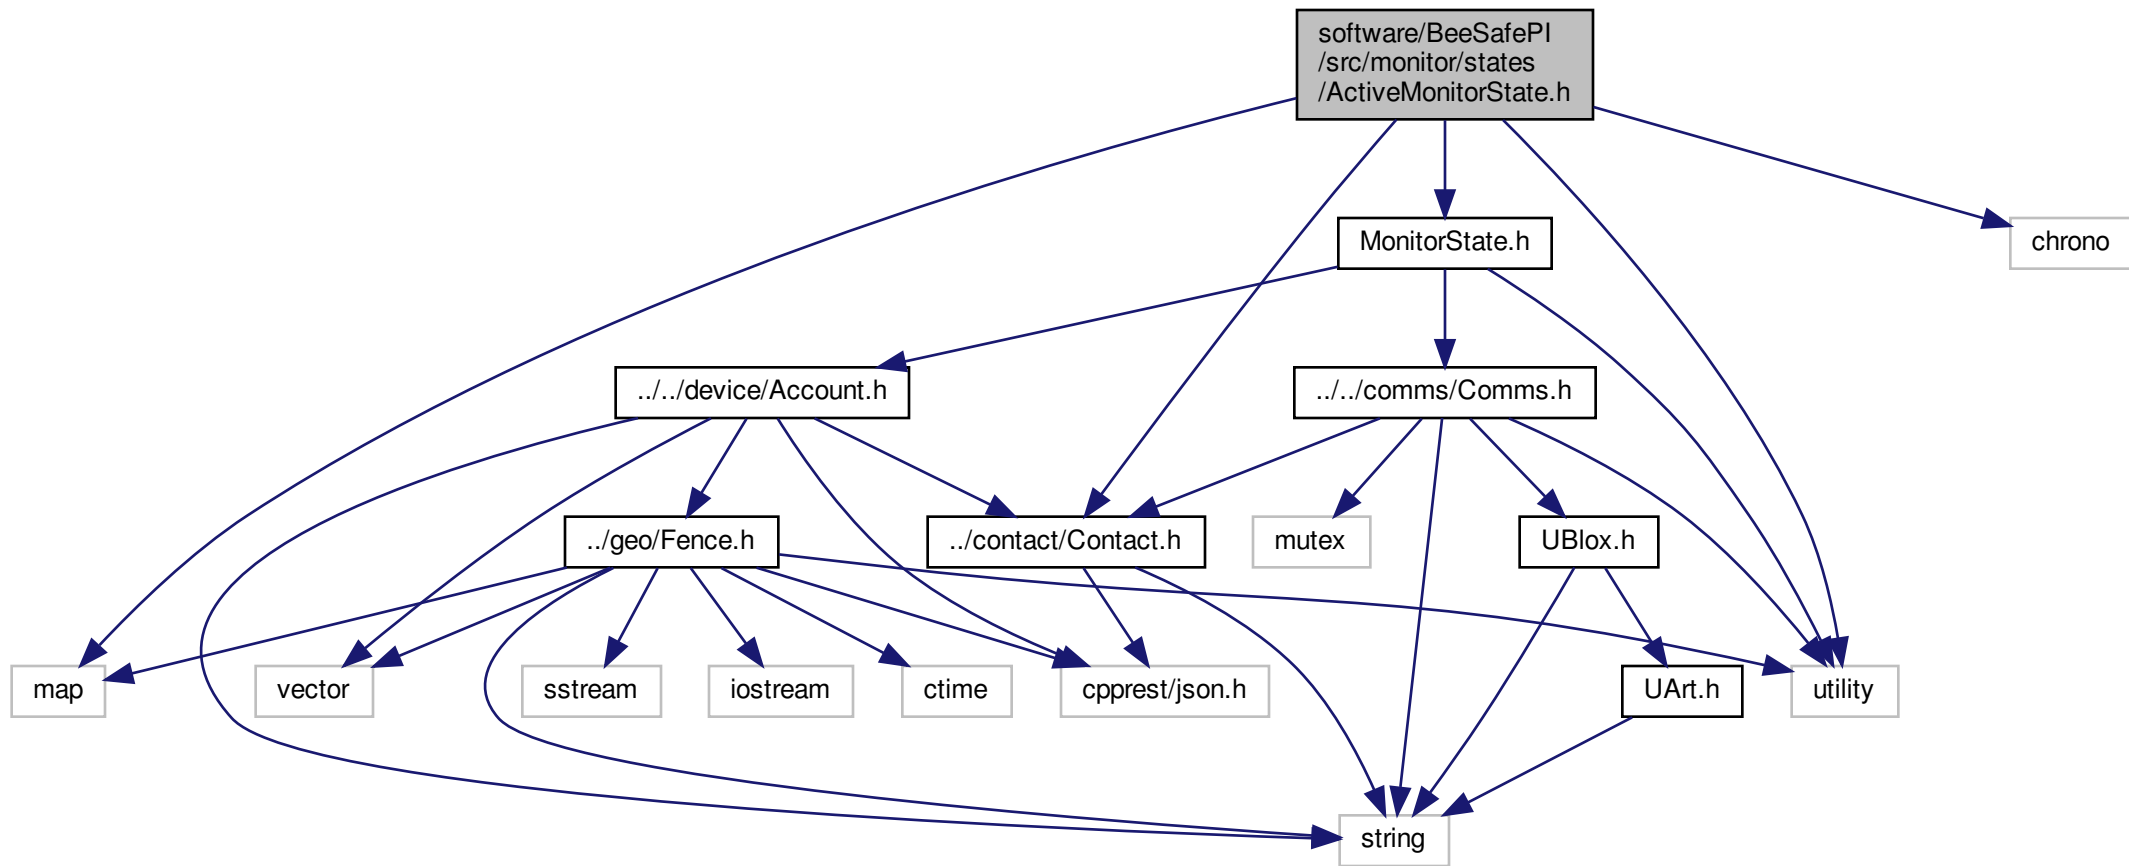 software/BeeSafePI
/src/monitor/states
/ActiveMonitorState.h
MonitorState.h
chrono
../../device/Account.h
../../comms/Comms.h
../geo/Fence.h
../contact/Contact.h
mutex
UBlox.h
map
vector
sstream
iostream
ctime
cpprest/json.h
UArt.h
utility
string